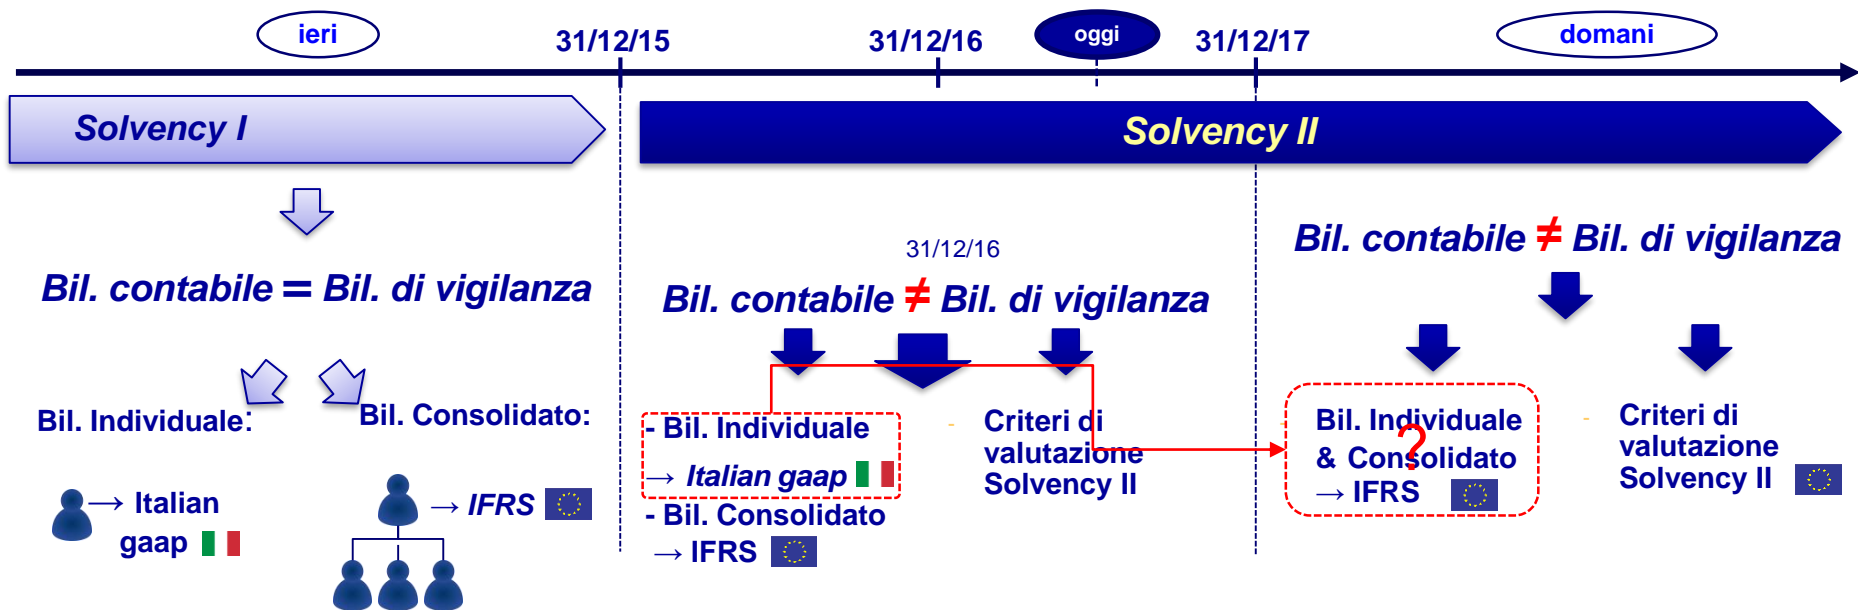 ieri
31/12/15
31/12/16
oggi
31/12/17
domani
Solvency I
Solvency II
Bil. contabile = Bil. di vigilanza
Bil. Individuale:
→ Italian
gaap
Bil. Consolidato:
→ IFRS
31/12/16
Bil. contabile ≠ Bil. di vigilanza
- Bil. Individuale
→ Italian gaap
- Bil. Consolidato
→ IFRS
- Criteri di
valutazione
Solvency II
Bil. contabile ≠ Bil. di vigilanza
- Bil. Individuale
& Consolidato
→ IFRS
?
- Criteri di
valutazione
Solvency II